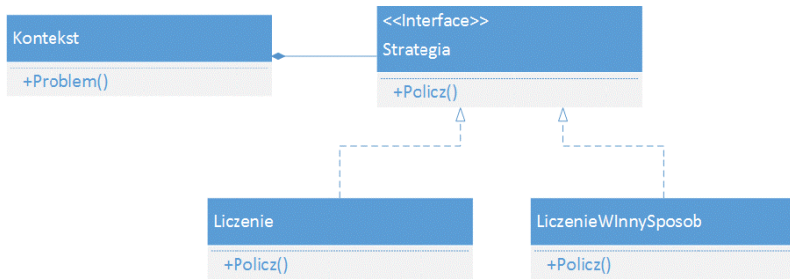 Kontekst
+Problem()
<<Interface>>
Strategia
+Policz()
Liczenie
+Policz()
LiczenieWInnySposob
+Policz()